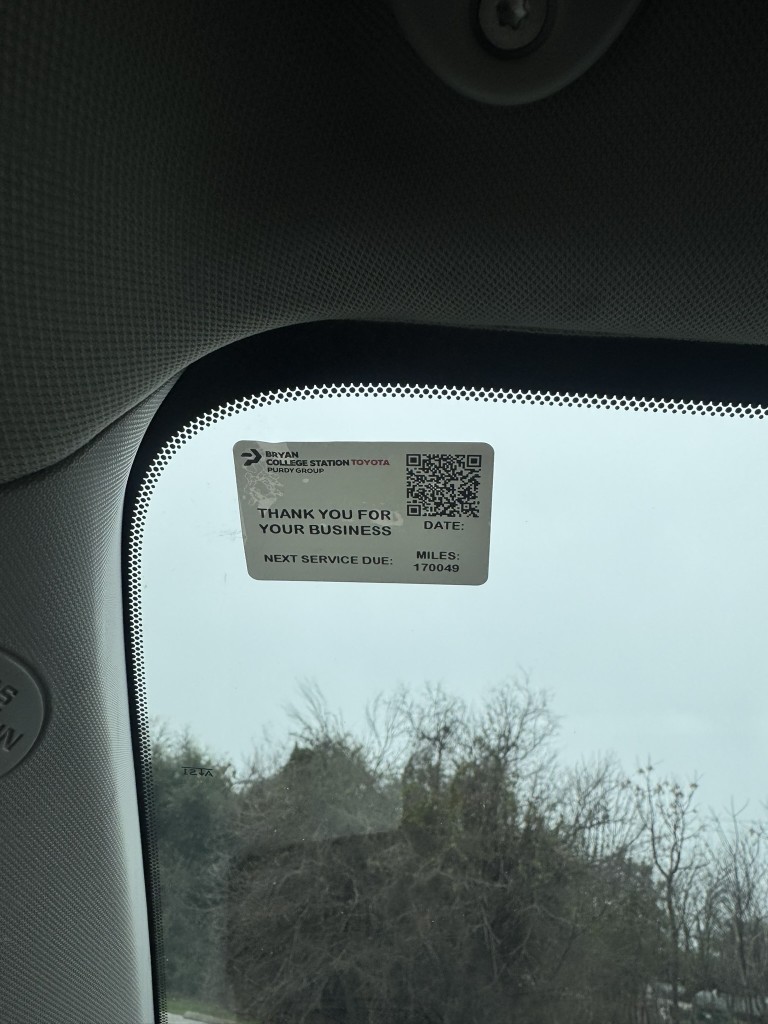 BRYAN
COLLEGE STATION TOYOTA
PURDY GROUP
THANK YOU FOR
YOUR BUSINESS
DATE:
NEXT SERVICE DUE:
MILES:
170049